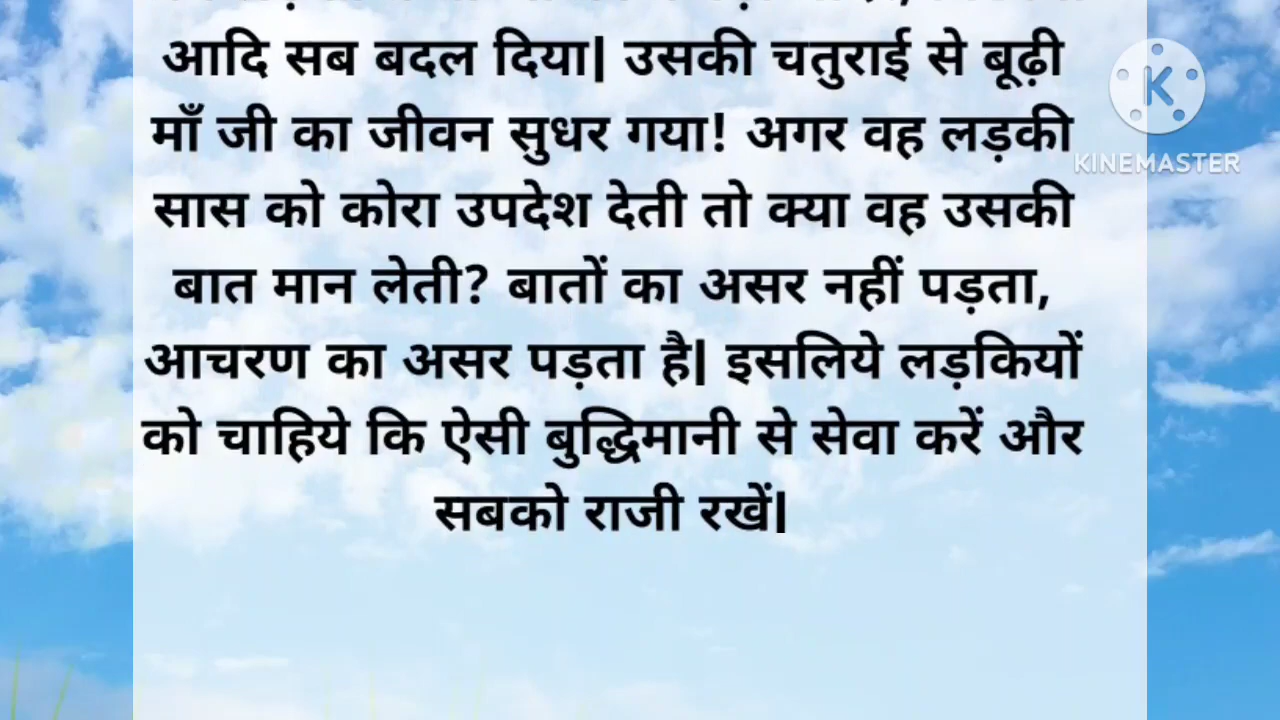 आदि सब बदल दिया| उसकी चतुराई से बूढ़ी
माँ जी का जीवन सुधर गया! अगर वह लड़की
सास को कोरा उपदेश देती तो क्या वह उसकी
बात मान लेती? बातों का असर नहीं पड़ता,
आचरण का असर पड़ता है| इसलिये लड़कियों
को चाहिये कि ऐसी बुद्धिमानी से सेवा करें और
सबको राजी रखें|
K
KINEMASTER